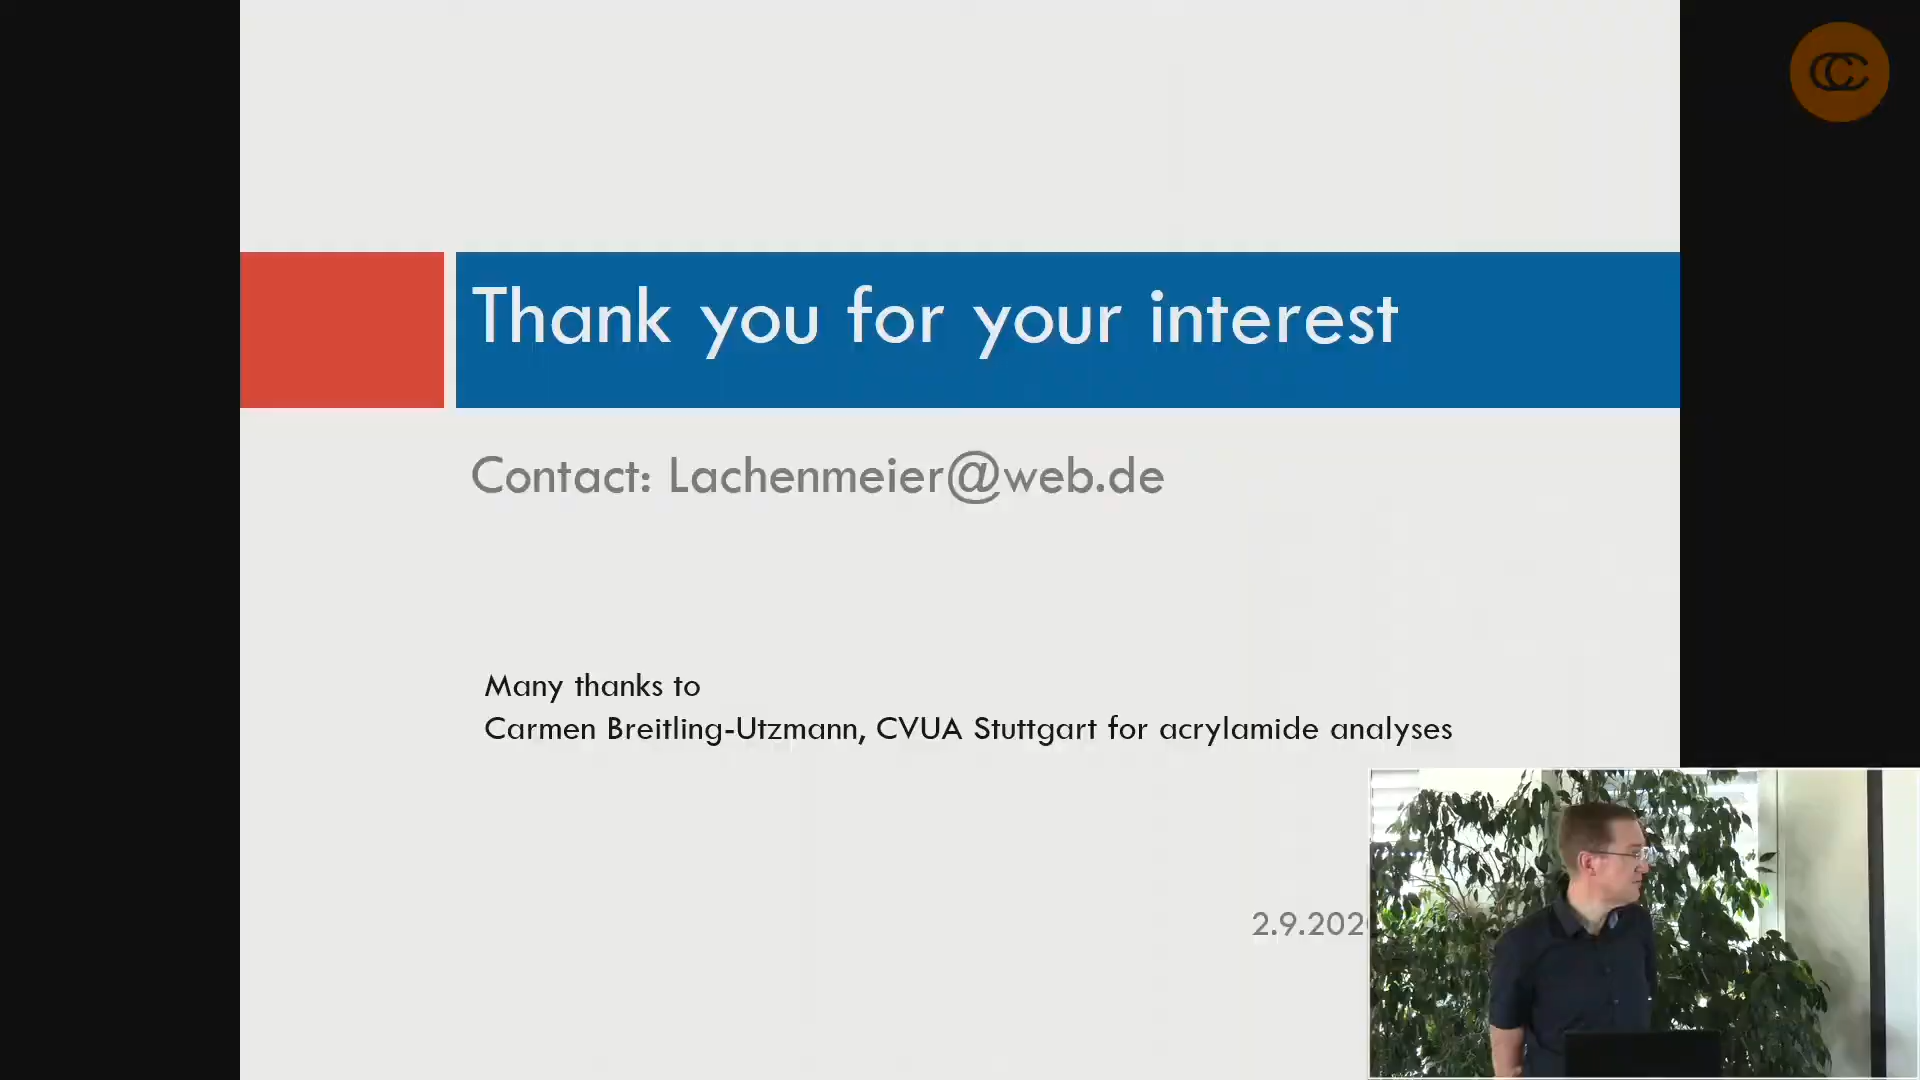 Thank you for your interest
Contact: Lachenmeier@web.de
Many thanks to
Carmen Breitling-Utzmann, CVUA Stuttgart for acrylamide analyses